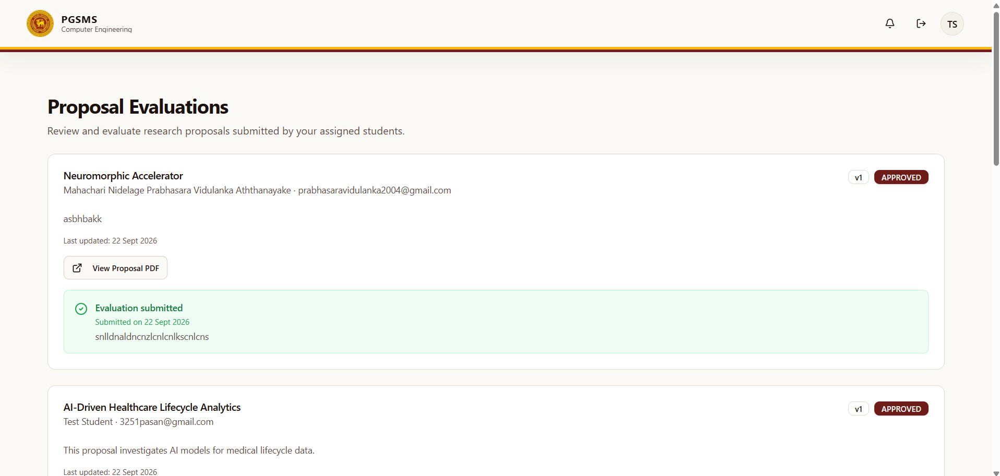 PGSMS
Computer Engineering
TS
Proposal Evaluations
Review and evaluate research proposals submitted by your assigned students.
Neuromorphic Accelerator
v1
APPROVED
Mahachari Nidelage Prabhasara Vidulanka Aththanayake · prabhasaravidulanka2004@gmail.com
asbhbakk
Last updated: 22 Sept 2026
View Proposal PDF
Evaluation submitted
Submitted on 22 Sept 2026
snlldnaldncnzlcnlcnlkscnlcns
AI-Driven Healthcare Lifecycle Analytics
v1
APPROVED
Test Student · 3251pasan@gmail.com
This proposal investigates AI models for medical lifecycle data.
Last updated: 22 Sept 2026